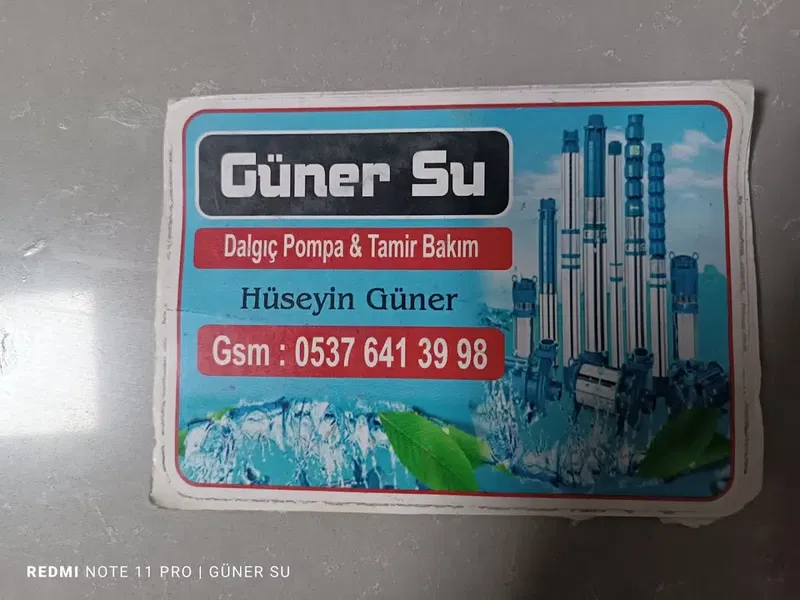 Güner Su
Dalgıç Pompa & Tamir Bakım
Hüseyin Güner
Gsm : 0537 641 39 98
REDMI NOTE 11 PRO | GÜNER SU